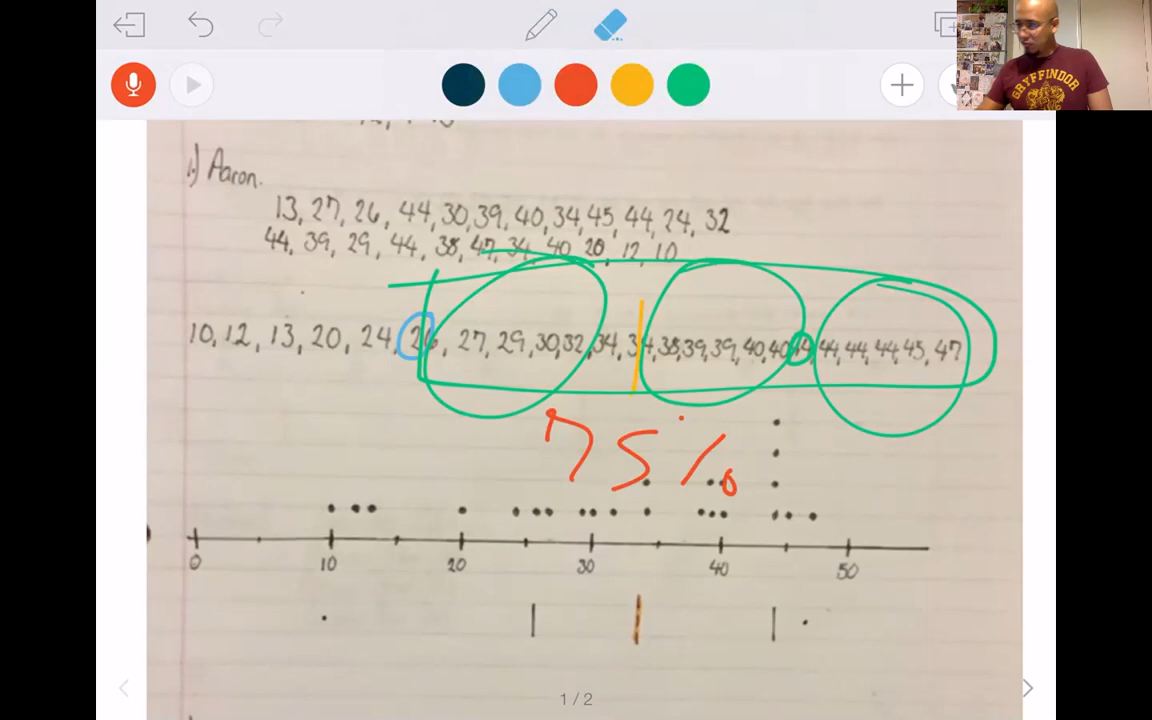 GRYFFINDOR
1.) Aaron.
13, 27, 26, 44, 30, 39, 40, 34, 45, 44, 24, 32
44, 39, 29, 44, 38, 47, 34, 40, 20, 12, 10
10, 12, 13, 20, 24, 26, 27, 29, 30, 32, 34, 34, 38, 39, 39, 40, 40, 44, 44, 44, 44, 45, 47
75%
0 10 20 30 40 50
1 / 2